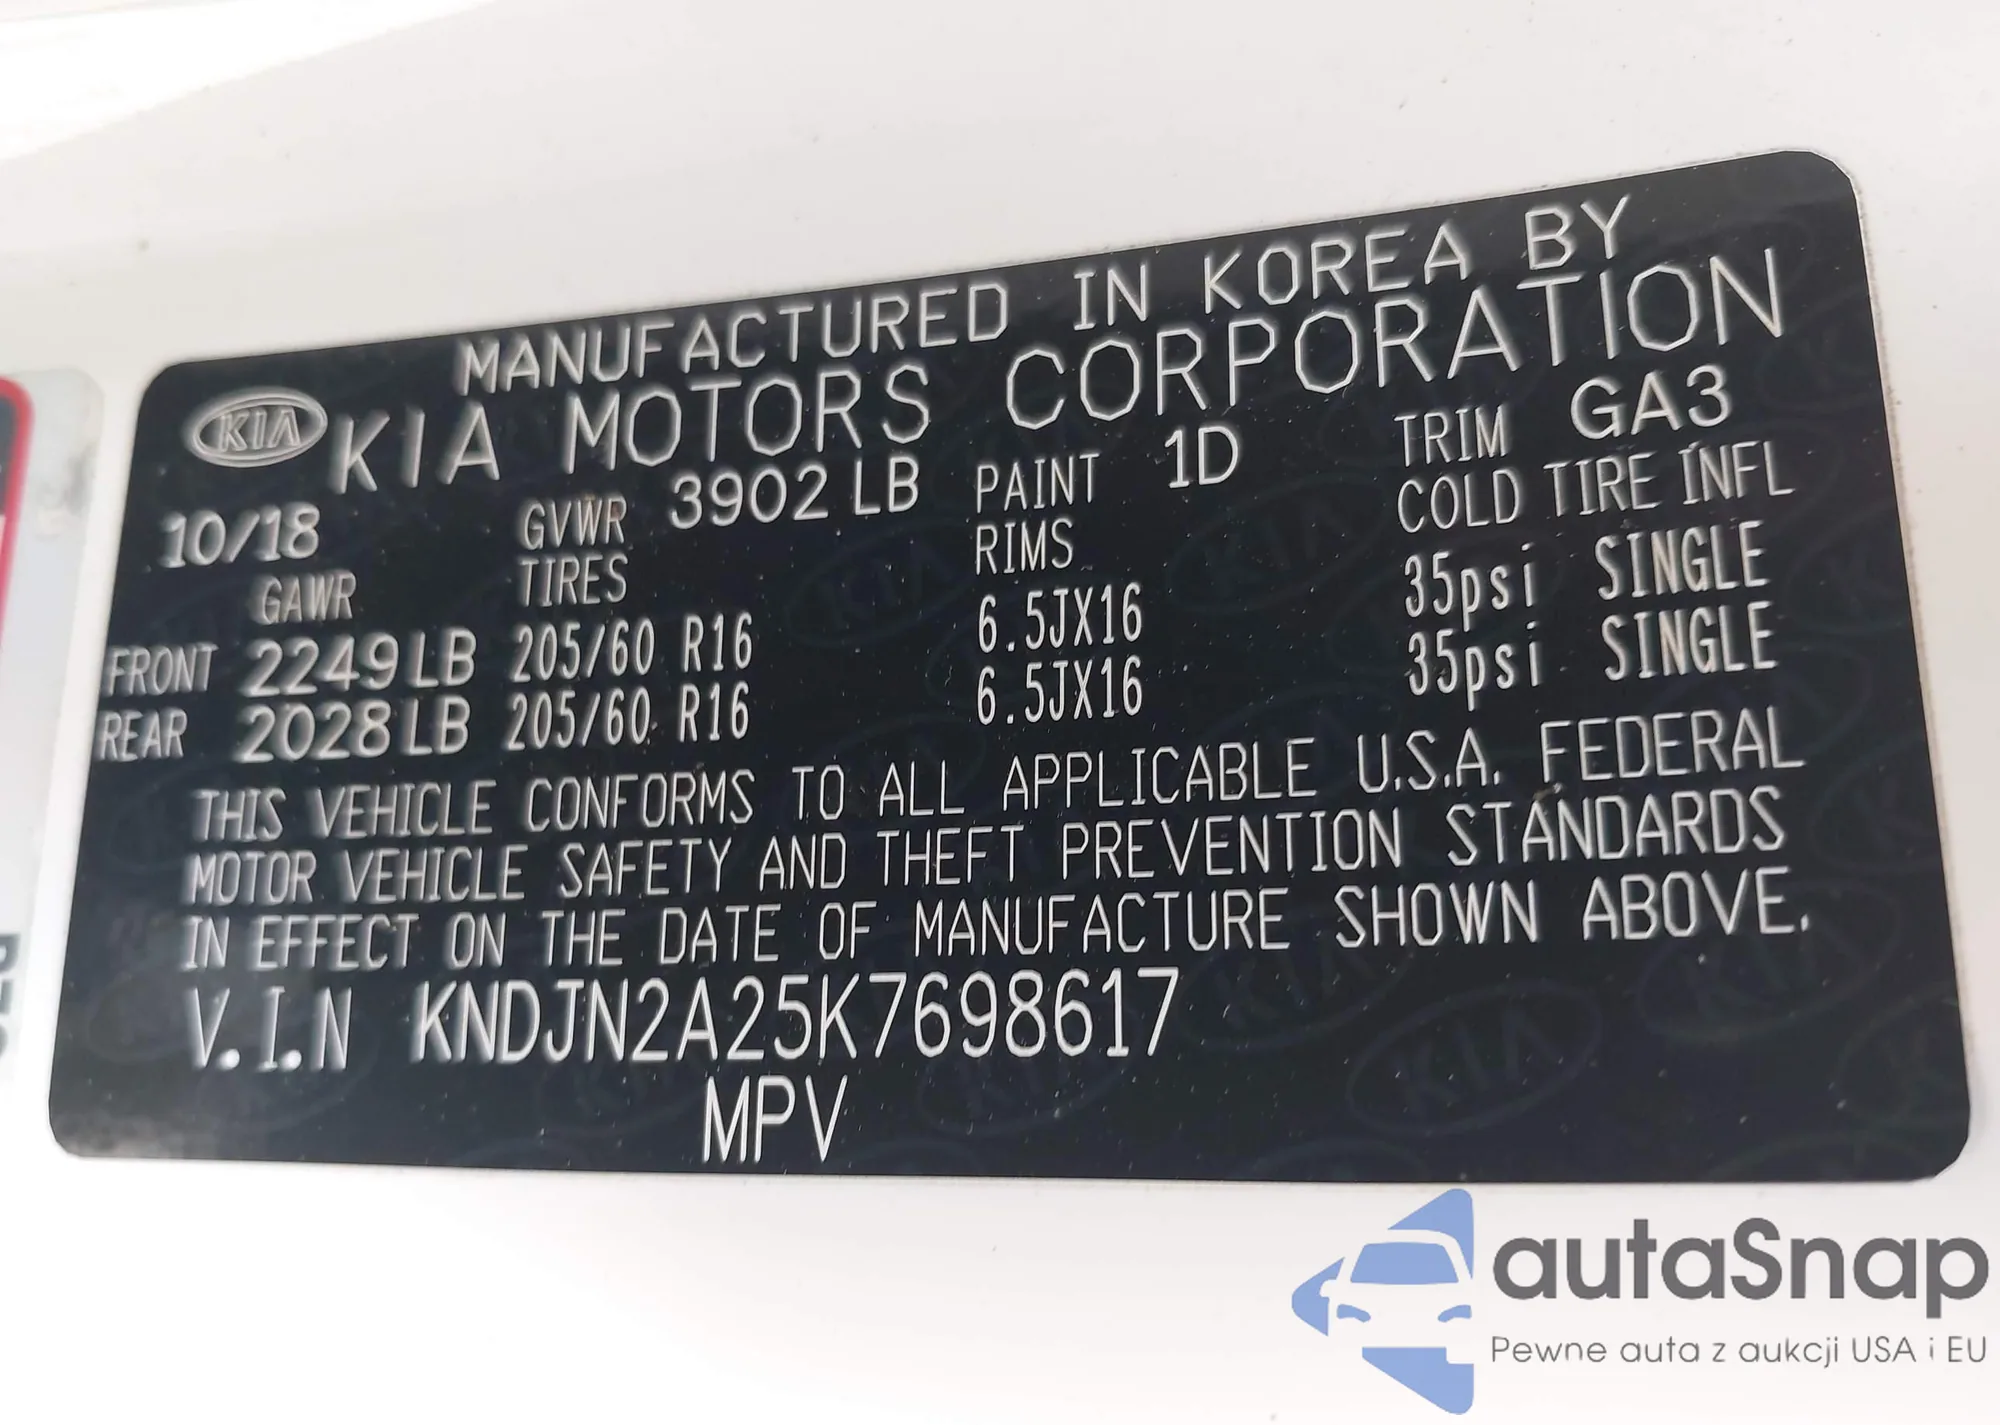 MANUFACTURED IN KOREA BY
KIA KIA MOTORS CORPORATION
10/18 GVWR 3902 LB PAINT 1D TRIM GA3
GAWR TIRES RIMS COLD TIRE INFL
FRONT 2249 LB 205/60 R16 6.5JX16 35psi SINGLE
REAR 2028 LB 205/60 R16 6.5JX16 35psi SINGLE
THIS VEHICLE CONFORMS TO ALL APPLICABLE U.S.A. FEDERAL
MOTOR VEHICLE SAFETY AND THEFT PREVENTION STANDARDS
IN EFFECT ON THE DATE OF MANUFACTURE SHOWN ABOVE.
V.I.N KNDJN2A25K7698617
MPV
autaSnap
Pewne auta z aukcji USA i EU